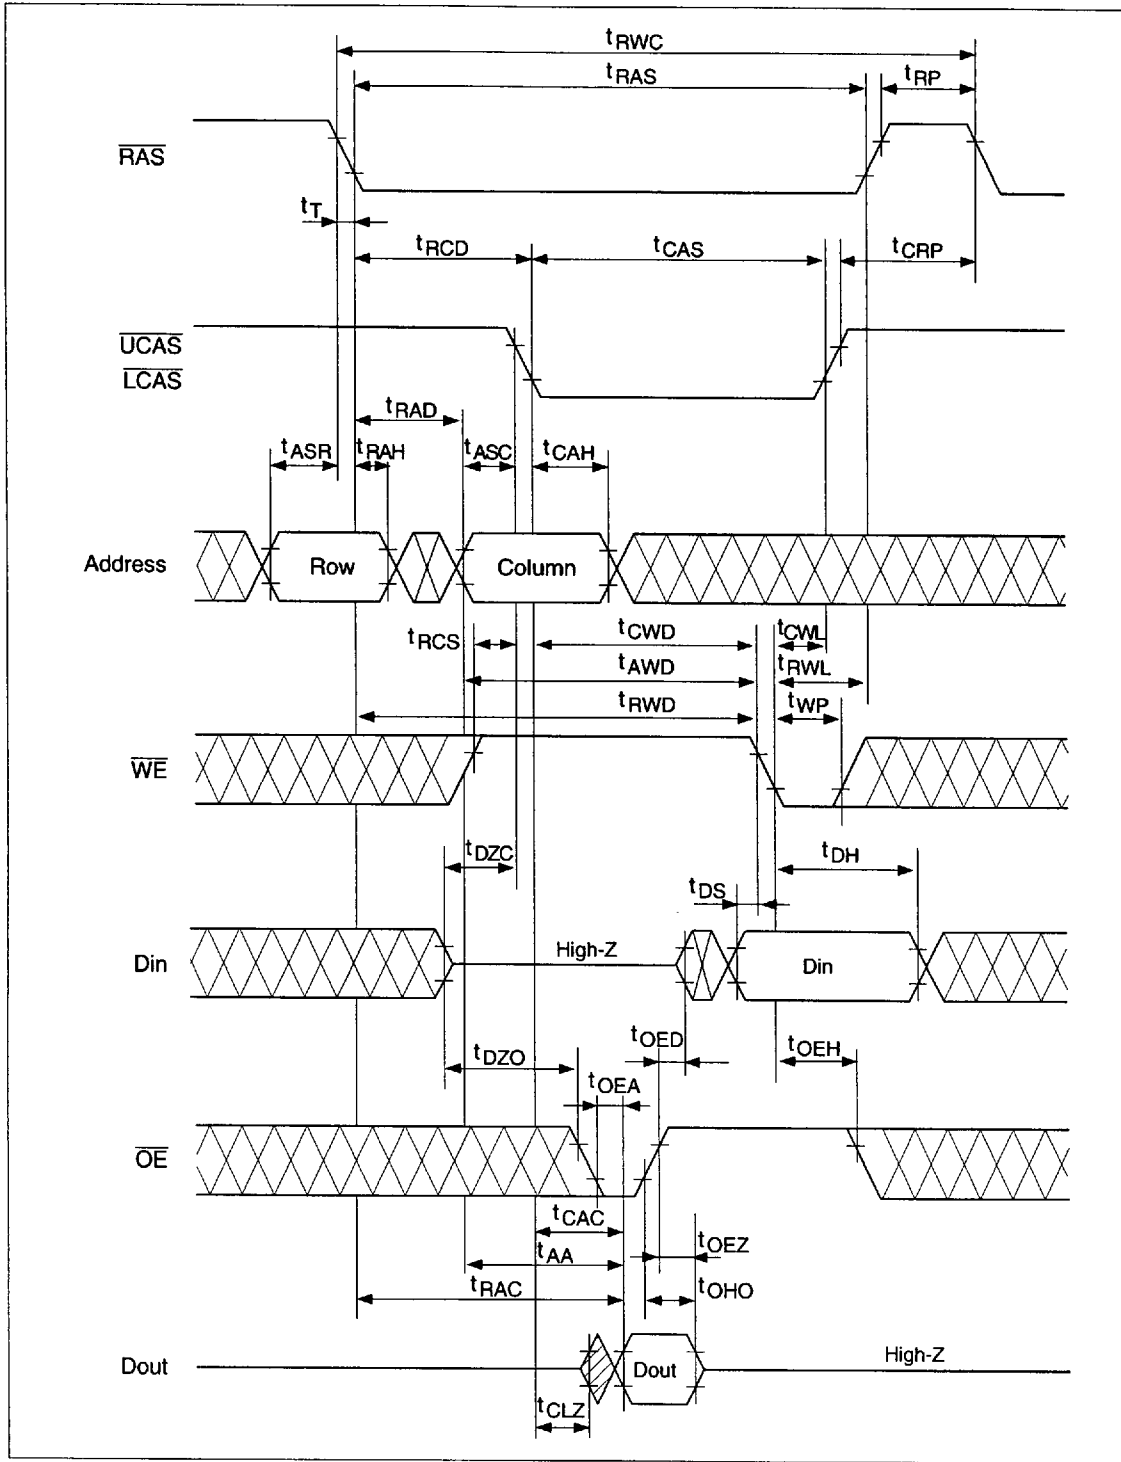 tRWC
tRAS
tRP
RAS
tT
tRCD
tCAS
tCRP
UCAS
LCAS
tRAD
tASR
tRAH
tASC
tCAH
Address
Row
Column
tRCS
tCWD
tCWL
tAWD
tRWL
tRWD
tWP
WE
tDZC
tDH
tDS
Din
High-Z
Din
tOED
tDZO
tOEH
tOEA
OE
tCAC
tOEZ
tAA
tRAC
tOHO
Dout
Dout
High-Z
tCLZ